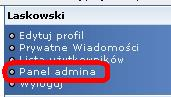 Laskowski
Edytuj profil
Prywatne Wiadomości
Lista użytkowników
Panel admina
Wyloguj